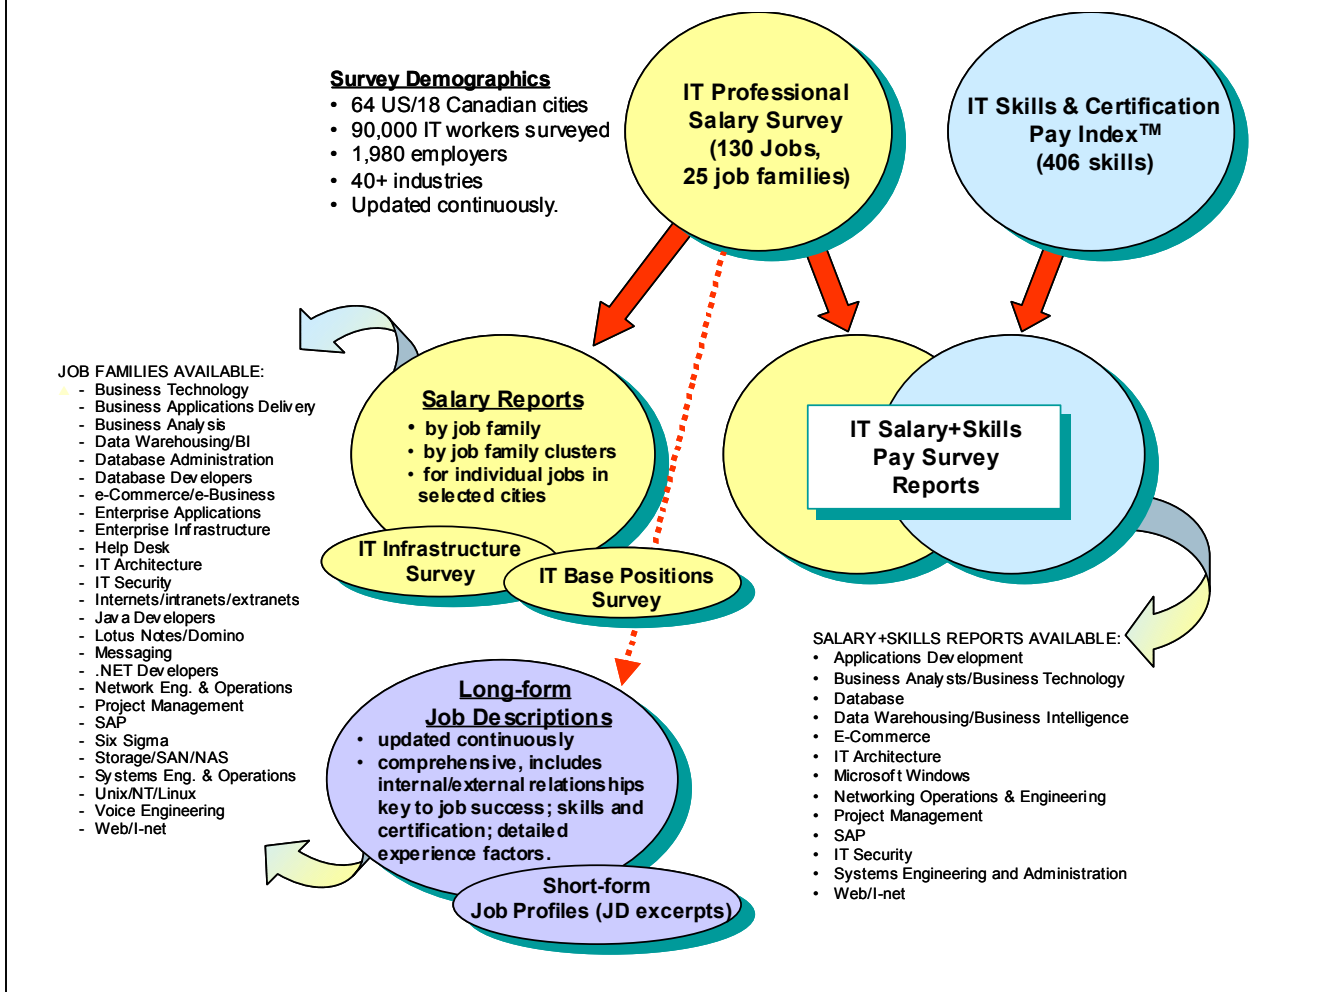 Survey Demographics
• 64 US/18 Canadian cities
• 90,000 IT workers surveyed
• 1,980 employers
• 40+ industries
• Updated continuously.
IT Professional
Salary Survey
(130 Jobs,
25 job families)
IT Skills & Certification
Pay Index™
(406 skills)
JOB FAMILIES AVAILABLE:
- Business Technology
- Business Applications Delivery
- Business Analysis
- Data Warehousing/BI
- Database Administration
- Database Developers
- e-Commerce/e-Business
- Enterprise Applications
- Enterprise Infrastructure
- Help Desk
- IT Architecture
- IT Security
- Internets/intranets/extranets
- Java Developers
- Lotus Notes/Domino
- Messaging
- .NET Developers
- Network Eng. & Operations
- Project Management
- SAP
- Six Sigma
- Storage/SAN/NAS
- Systems Eng. & Operations
- Unix/NT/Linux
- Voice Engineering
- Web/I-net
Salary Reports
• by job family
• by job family clusters
• for individual jobs in
selected cities
IT Infrastructure
Survey
IT Base Positions
Survey
IT Salary+Skills
Pay Survey
Reports
Long-form
Job Descriptions
• updated continuously
• comprehensive, includes
internal/external relationships
key to job success; skills and
certification; detailed
experience factors.
Short-form
Job Profiles (JD excerpts)
SALARY+SKILLS REPORTS AVAILABLE:
• Applications Development
• Business Analysts/Business Technology
• Database
• Data Warehousing/Business Intelligence
• E-Commerce
• IT Architecture
• Microsoft Windows
• Networking Operations & Engineering
• Project Management
• SAP
• IT Security
• Systems Engineering and Administration
• Web/I-net